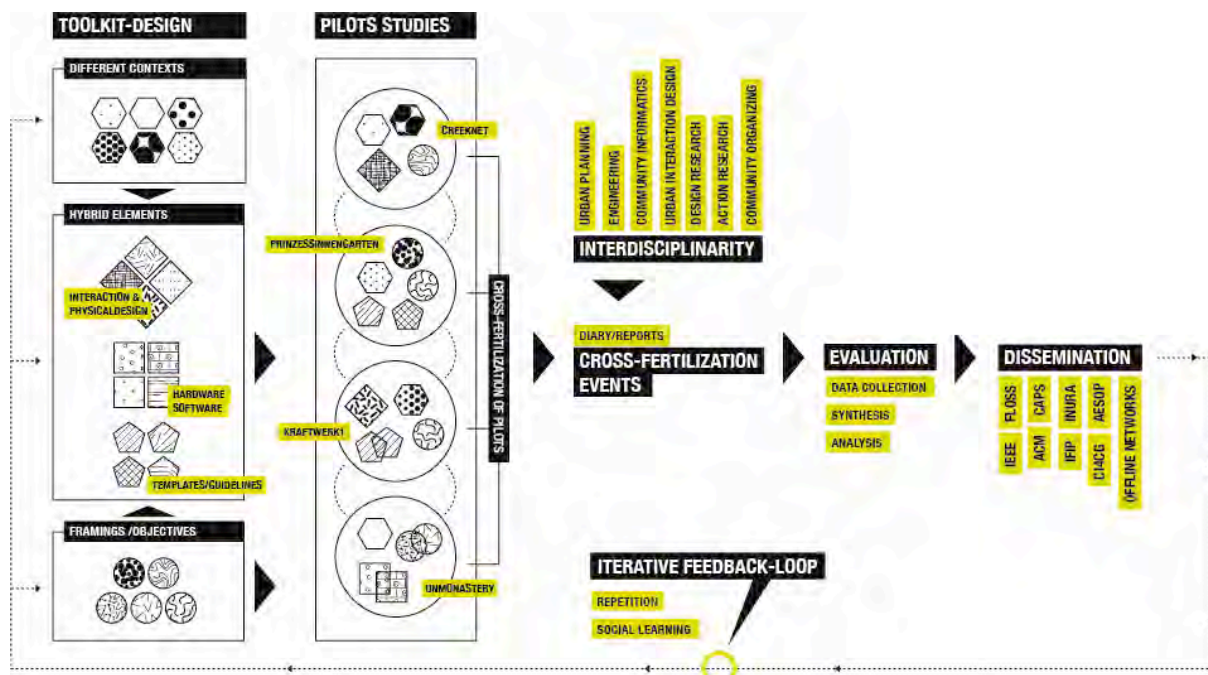 TOOLKIT-DESIGN
DIFFERENT CONTEXTS
HYBRID ELEMENTS
INTERACTION &
PHYSICALDESIGN
HARDWARE
SOFTWARE
TEMPLATES/GUIDELINES
FRAMINGS /OBJECTIVES
PILOTS STUDIES
CREEKNET
PRINZESSINNENGARTEN
KRAFTWERK1
UNMONASTERY
CROSS-FERTILIZATION OF PILOTS
URBAN PLANNING
ENGINEERING
COMMUNITY INFORMATICS
URBAN INTERACTION DESIGN
DESIGN RESEARCH
ACTION RESEARCH
COMMUNITY ORGANIZING
INTERDISCIPLINARITY
DIARY/REPORTS
CROSS-FERTILIZATION
EVENTS
EVALUATION
DATA COLLECTION
SYNTHESIS
ANALYSIS
DISSEMINATION
FLOSS
CAPS
INURA
AESOP
IEEE
ACM
IFIP
CI4CG
OFFLINE NETWORKS
ITERATIVE FEEDBACK-LOOP
REPETITION
SOCIAL LEARNING